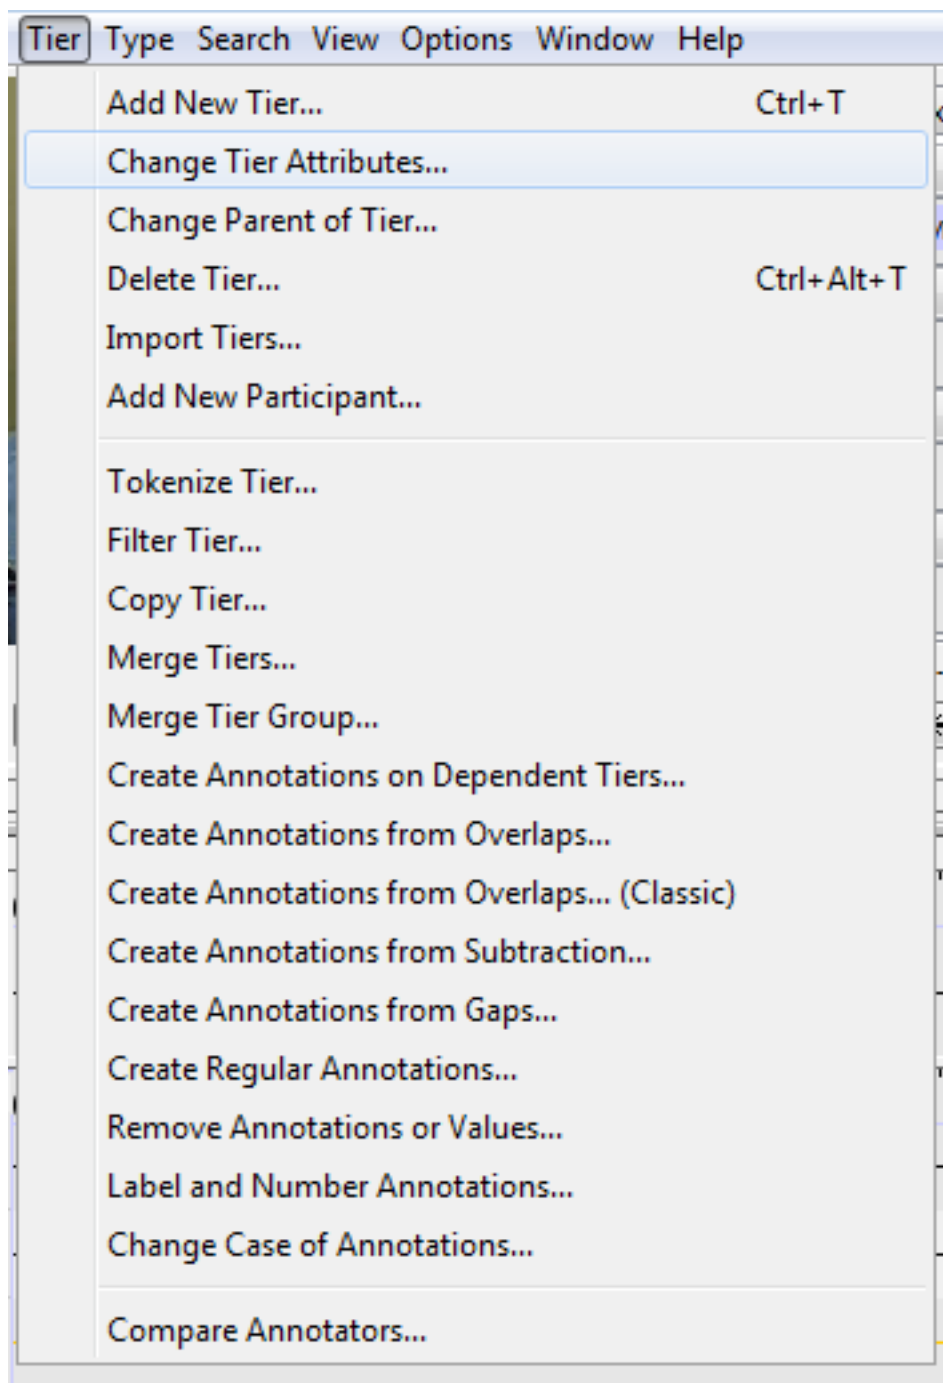 Tier Type Search View Options Window Help
Add New Tier... Ctrl+T
Change Tier Attributes...
Change Parent of Tier...
Delete Tier... Ctrl+Alt+T
Import Tiers...
Add New Participant...
Tokenize Tier...
Filter Tier...
Copy Tier...
Merge Tiers...
Merge Tier Group...
Create Annotations on Dependent Tiers...
Create Annotations from Overlaps...
Create Annotations from Overlaps... (Classic)
Create Annotations from Subtraction...
Create Annotations from Gaps...
Create Regular Annotations...
Remove Annotations or Values...
Label and Number Annotations...
Change Case of Annotations...
Compare Annotators...